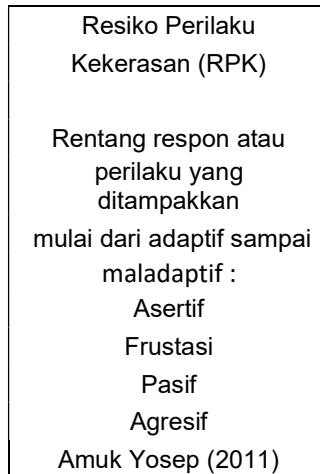 Resiko Perilaku
Kekerasan (RPK)
Rentang respon atau
perilaku yang
ditampakkan
mulai dari adaptif sampai
maladaptif :
Asertif
Frustasi
Pasif
Agresif
Amuk Yosep (2011)